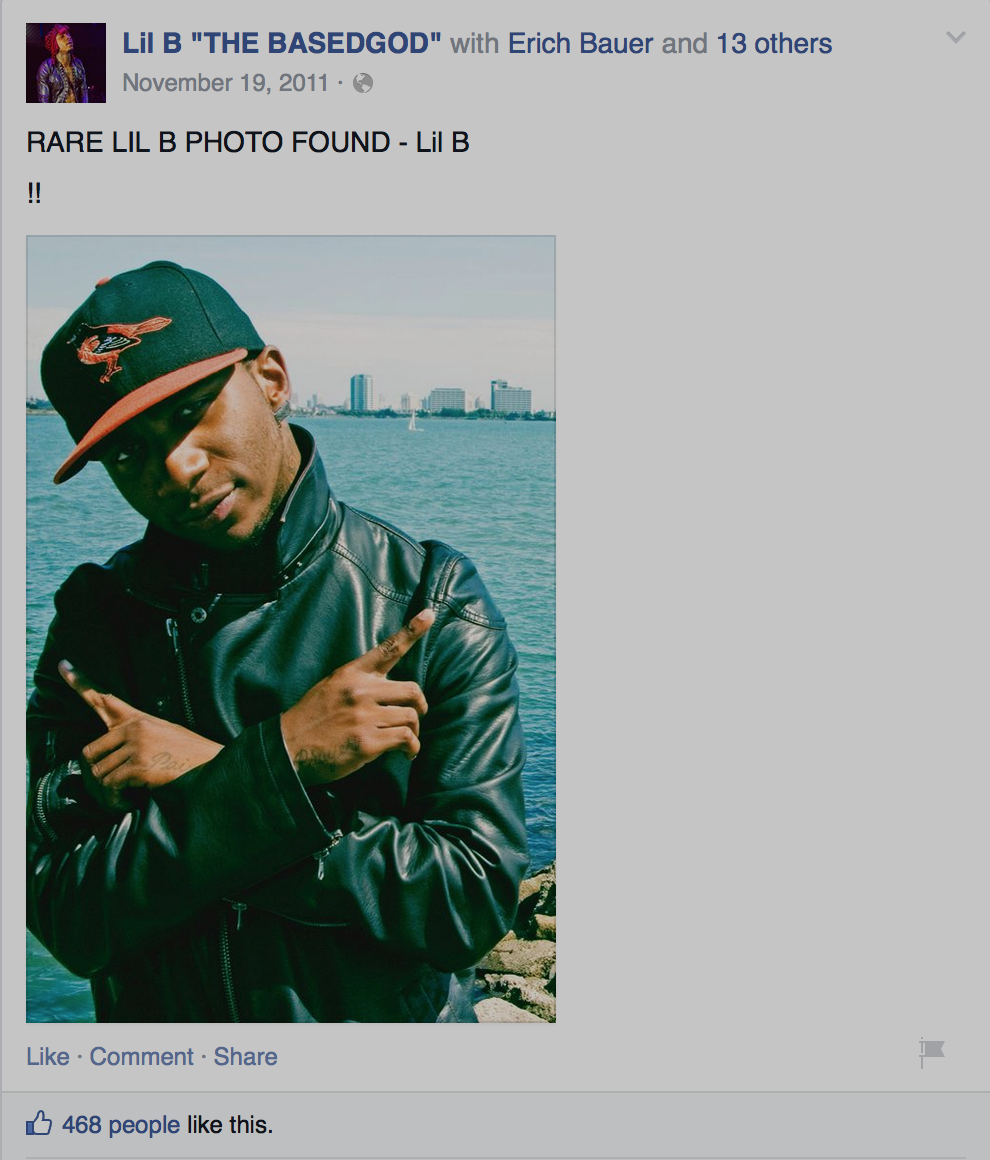 Lil B "THE BASEDGOD" with Erich Bauer and 13 others
November 19, 2011 ·
RARE LIL B PHOTO FOUND - Lil B
!!
Like · Comment · Share
468 people like this.